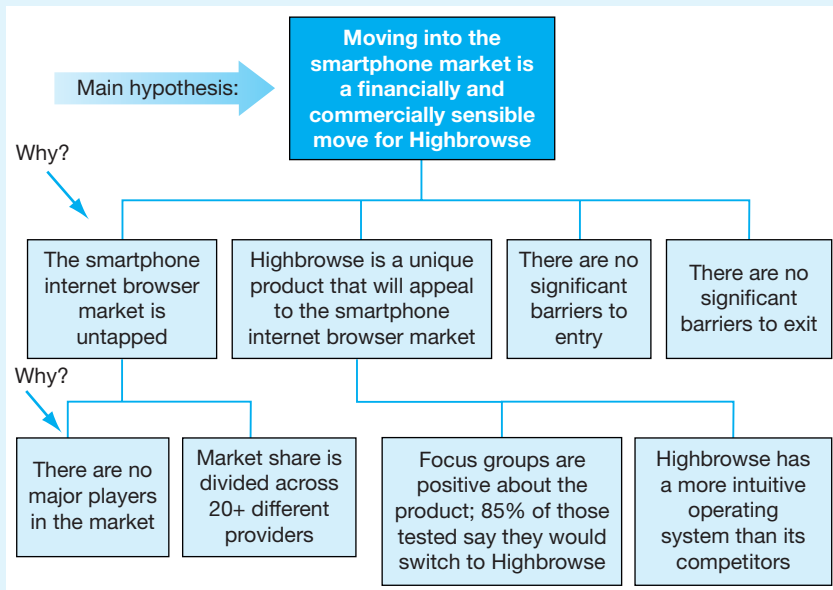 Main hypothesis:
Moving into the
smartphone market is
a financially and
commercially sensible
move for Highbrowse
Why?
The smartphone
internet browser
market is
untapped
Highbrowse is a unique
product that will appeal
to the smartphone
internet browser market
There are no
significant
barriers to
entry
There are no
significant
barriers to exit
Why?
There are no
major players
in the market
Market share is
divided across
20+ different
providers
Focus groups are
positive about the
product; 85% of those
tested say they would
switch to Highbrowse
Highbrowse has
a more intuitive
operating
system than its
competitors